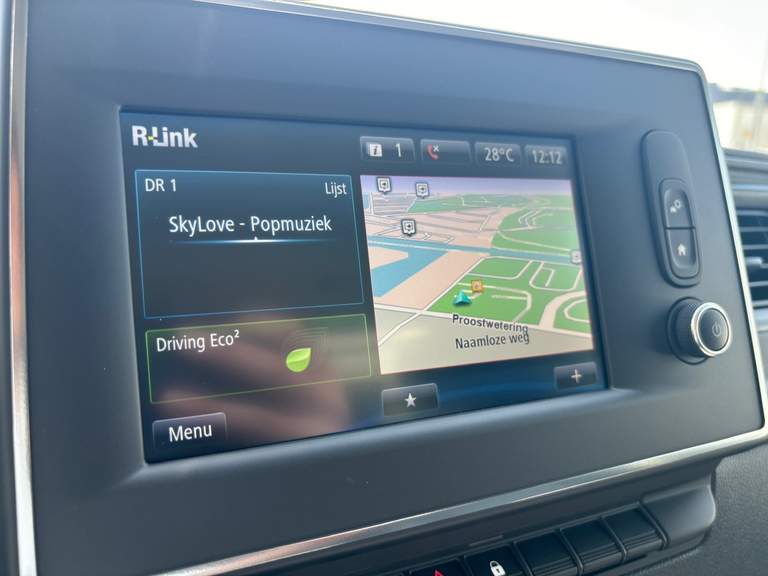 R-Link
1
28°C
12:12
DR 1
Lijst
SkyLove - Popmuziek
Driving Eco²
Proostwetering
Naamloze weg
Menu